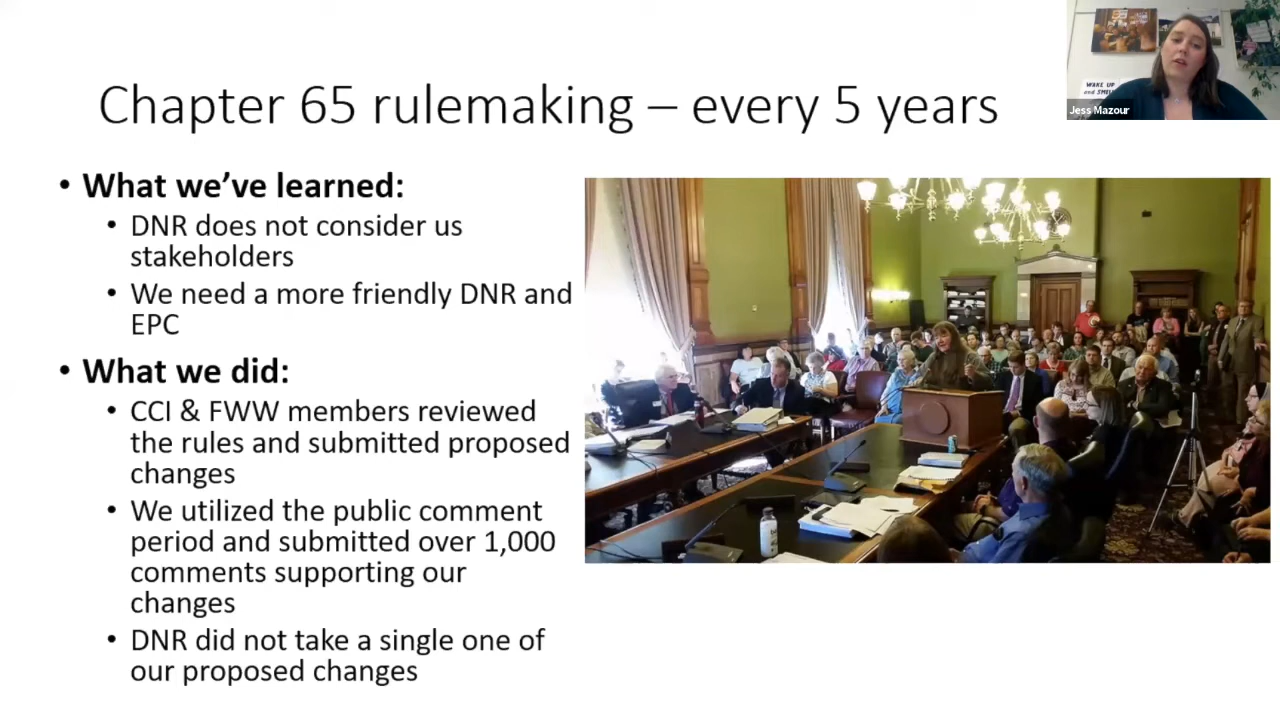 Chapter 65 rulemaking – every 5 years
WAKE UP
Jess Mazour
• What we’ve learned:
• DNR does not consider us
stakeholders
• We need a more friendly DNR and
EPC
• What we did:
• CCI & FWW members reviewed
the rules and submitted proposed
changes
• We utilized the public comment
period and submitted over 1,000
comments supporting our
changes
• DNR did not take a single one of
our proposed changes